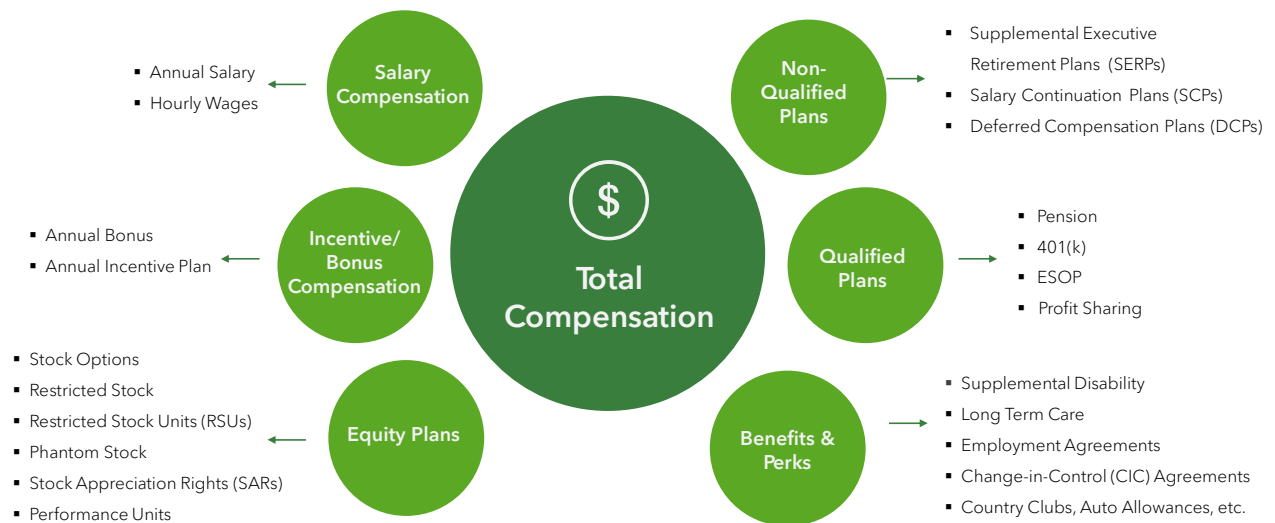 Salary
Compensation
▪ Annual Salary
▪ Hourly Wages
Incentive/
Bonus
Compensation
▪ Annual Bonus
▪ Annual Incentive Plan
Equity Plans
▪ Stock Options
▪ Restricted Stock
▪ Restricted Stock Units (RSUs)
▪ Phantom Stock
▪ Stock Appreciation Rights (SARs)
▪ Performance Units
$
Total
Compensation
Non-
Qualified
Plans
▪ Supplemental Executive
Retirement Plans (SERPs)
▪ Salary Continuation Plans (SCPs)
▪ Deferred Compensation Plans (DCPs)
Qualified
Plans
▪ Pension
▪ 401(k)
▪ ESOP
▪ Profit Sharing
Benefits &
Perks
▪ Supplemental Disability
▪ Long Term Care
▪ Employment Agreements
▪ Change-in-Control (CIC) Agreements
▪ Country Clubs, Auto Allowances, etc.